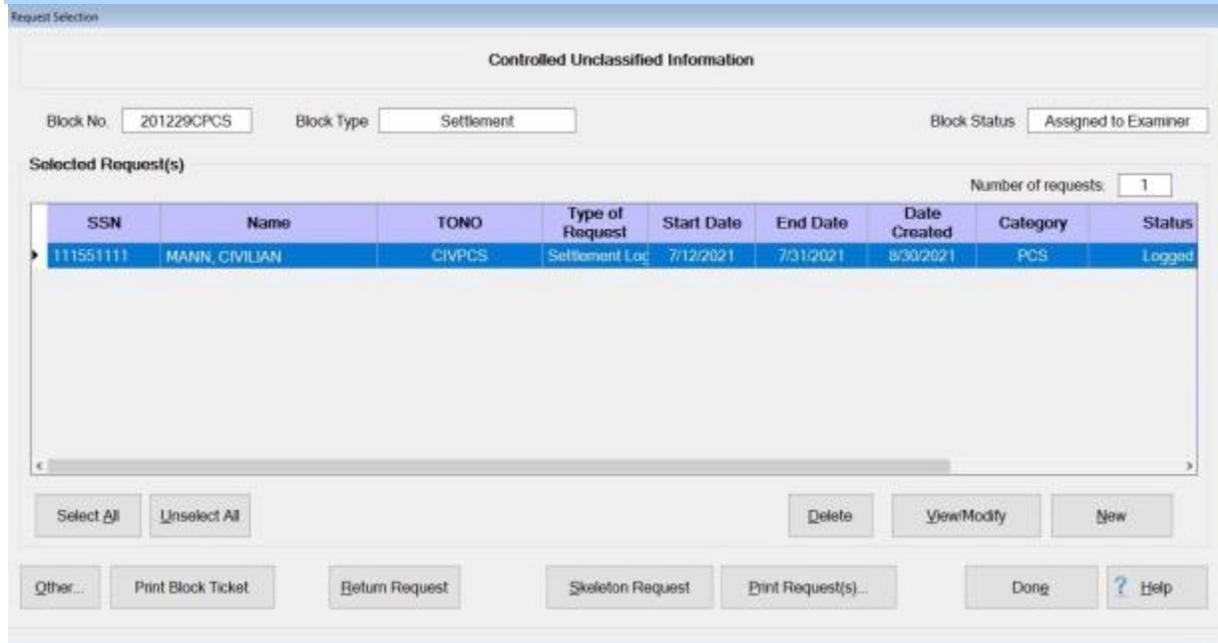 Request Selection
Controlled Unclassified Information
Block No. 201229CPCS Block Type Settlement Block Status Assigned to Examiner
Selected Request(s)
Number of requests: 1
SSN Name TONO Type of Request Start Date End Date Date Created Category Status
111551111 MANN, CIVILIAN CIVPCS Settlement Log 7/12/2021 7/31/2021 8/30/2021 PCS Logged
Select All Unselect All Delete View/Modify New
Other... Print Block Ticket Return Request Skeleton Request Print Request(s)... Done ? Help